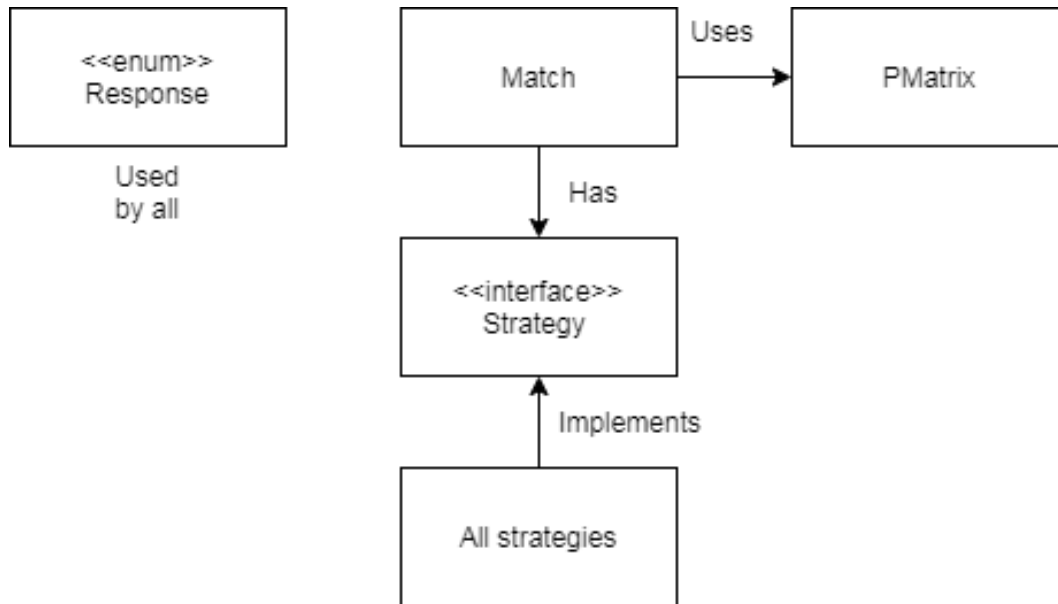 <<enum>>
Response
Used
by all
Match
Uses
PMatrix
Has
<<interface>>
Strategy
Implements
All strategies